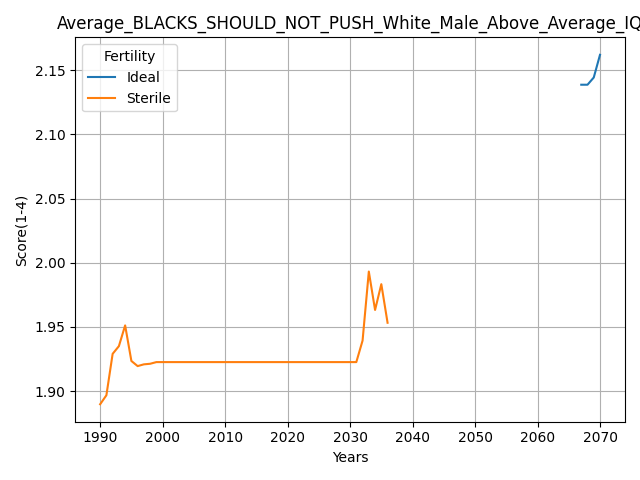 Average_BLACKS_SHOULD_NOT_PUSH_White_Male_Above_Average_IQ
Fertility
Ideal
Sterile
Score(1-4)
2.15
2.10
2.05
2.00
1.95
1.90
1990 2000 2010 2020 2030 2040 2050 2060 2070
Years